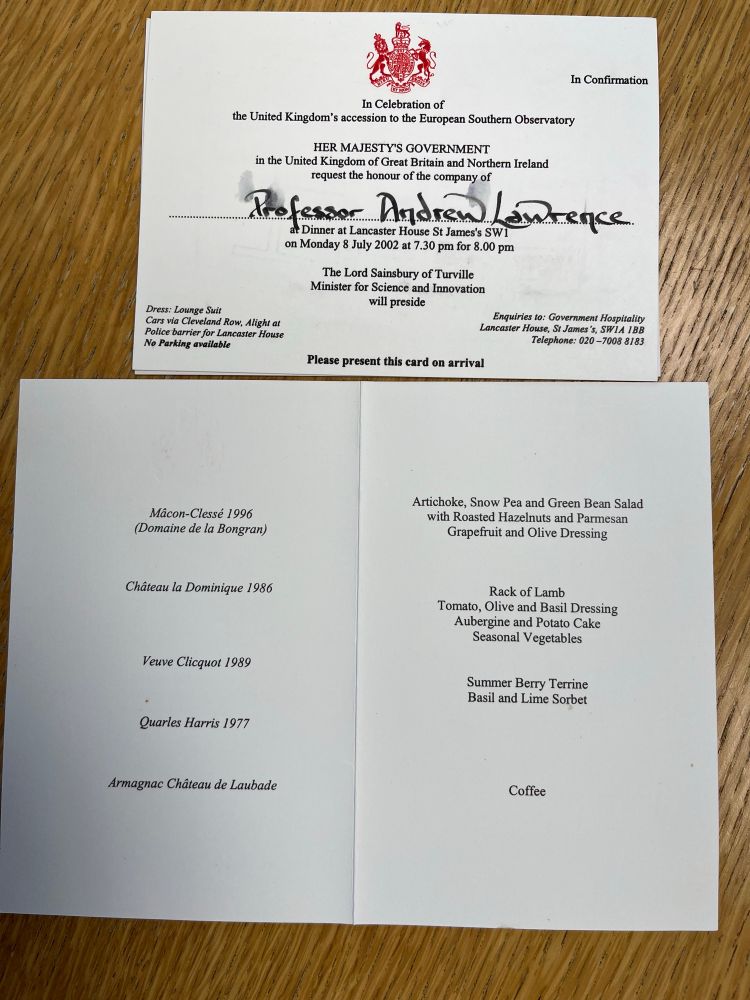 In Confirmation
In Celebration of
the United Kingdom's accession to the European Southern Observatory
HER MAJESTY'S GOVERNMENT
in the United Kingdom of Great Britain and Northern Ireland
request the honour of the company of
Professor Andrew Lawrence
at Dinner at Lancaster House St James's SW1
on Monday 8 July 2002 at 7.30 pm for 8.00 pm
The Lord Sainsbury of Turville
Minister for Science and Innovation
will preside
Dress: Lounge Suit
Cars via Cleveland Row, Alight at
Police barrier for Lancaster House
No Parking available
Enquiries to: Government Hospitality
Lancaster House, St James's, SW1A 1BB
Telephone: 020 –7008 8183
Please present this card on arrival
Mâcon-Clessé 1996
(Domaine de la Bongran)
Château la Dominique 1986
Veuve Clicquot 1989
Quarles Harris 1977
Armagnac Château de Laubade
Artichoke, Snow Pea and Green Bean Salad
with Roasted Hazelnuts and Parmesan
Grapefruit and Olive Dressing
Rack of Lamb
Tomato, Olive and Basil Dressing
Aubergine and Potato Cake
Seasonal Vegetables
Summer Berry Terrine
Basil and Lime Sorbet
Coffee